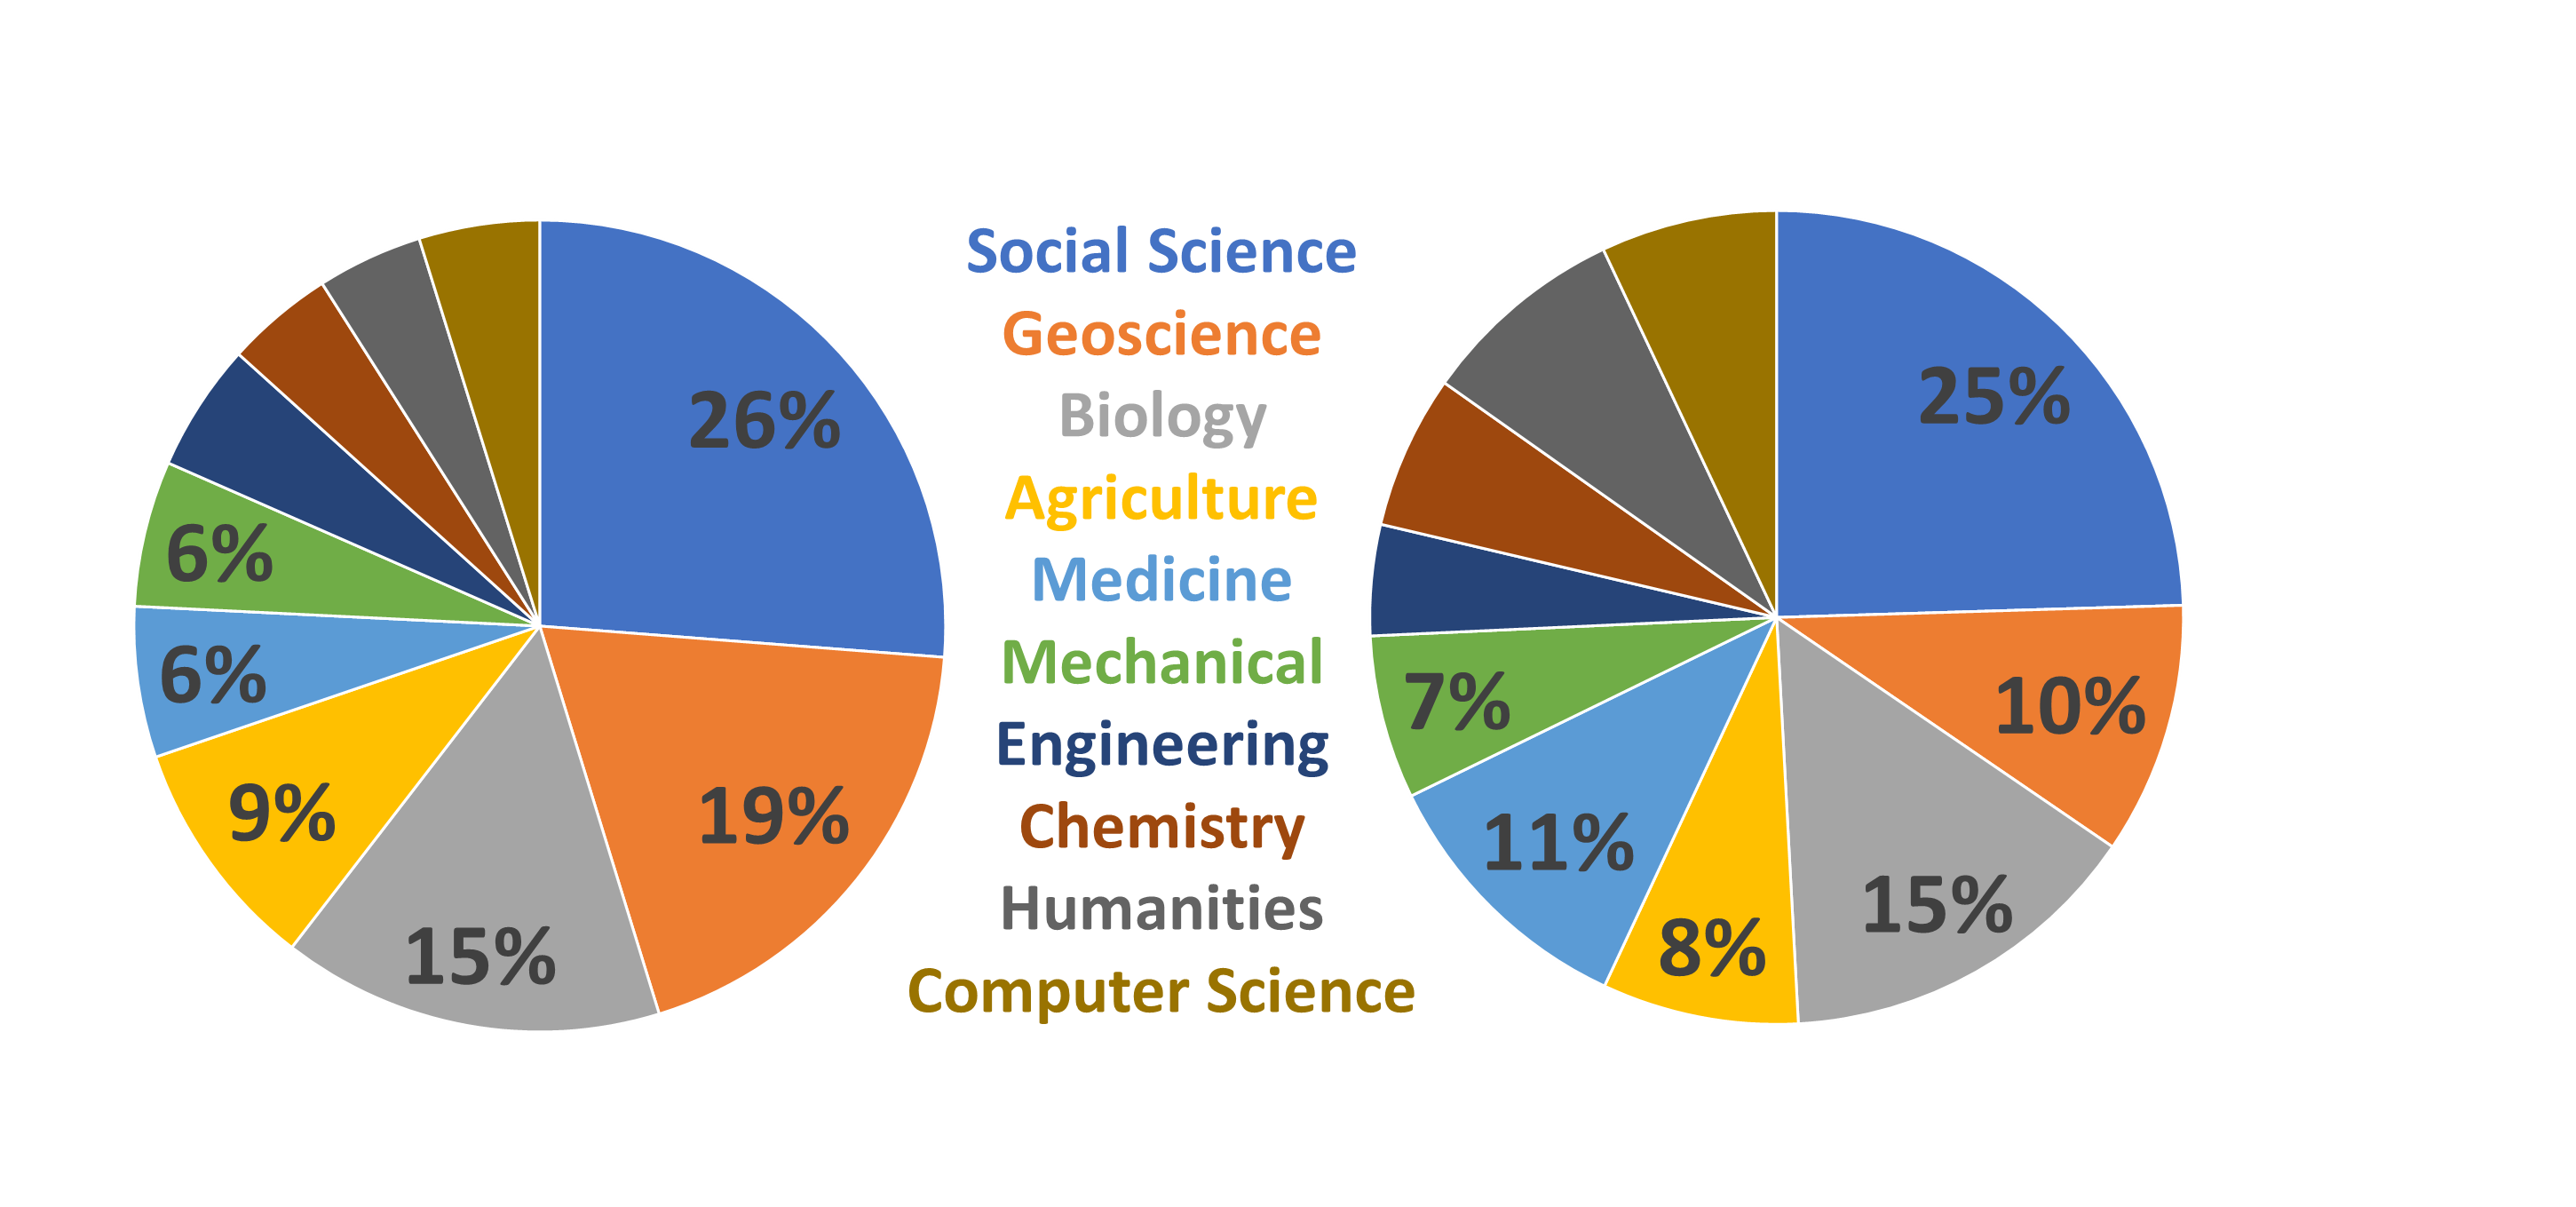 26%
19%
15%
9%
6%
6%
Social Science
Geoscience
Biology
Agriculture
Medicine
Mechanical
Engineering
Chemistry
Humanities
Computer Science
25%
10%
15%
8%
11%
7%